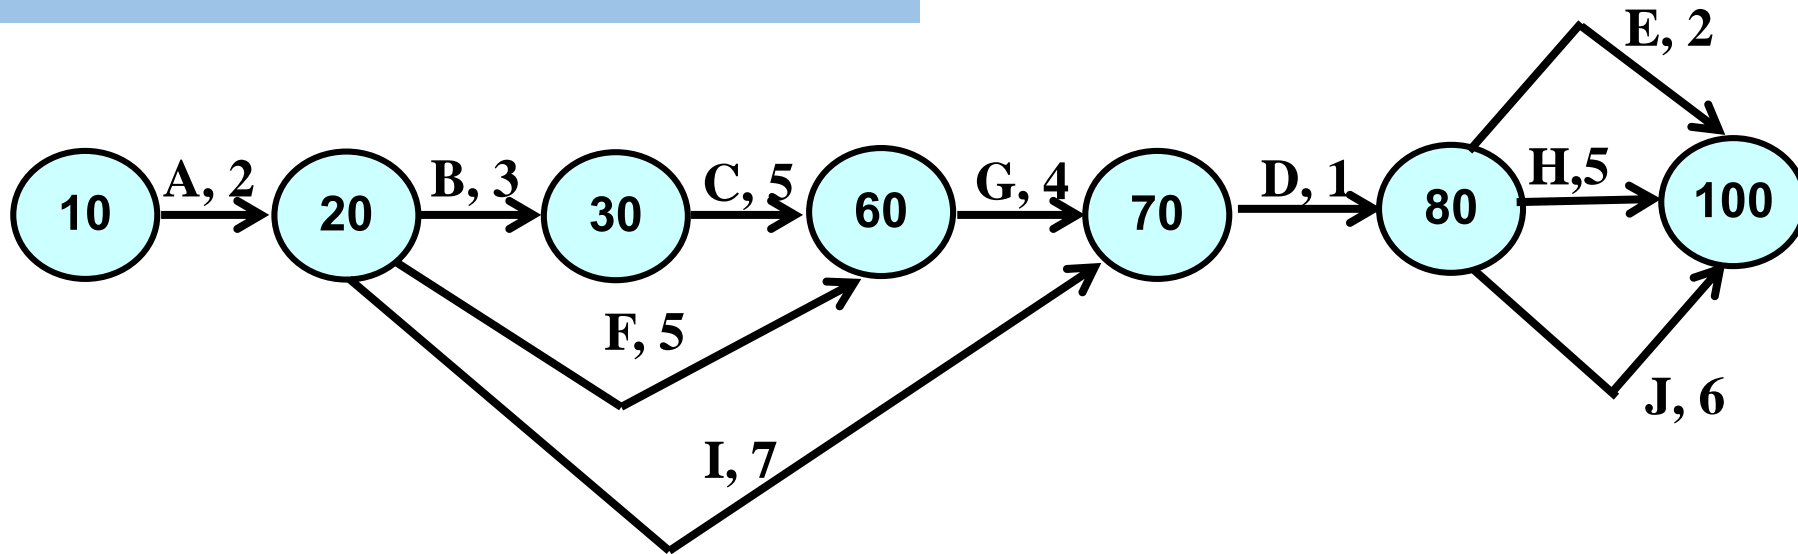 E, 2
A, 2
B, 3
C, 5
G, 4
D, 1
H,5
10
20
30
60
70
80
100
F, 5
J, 6
I, 7